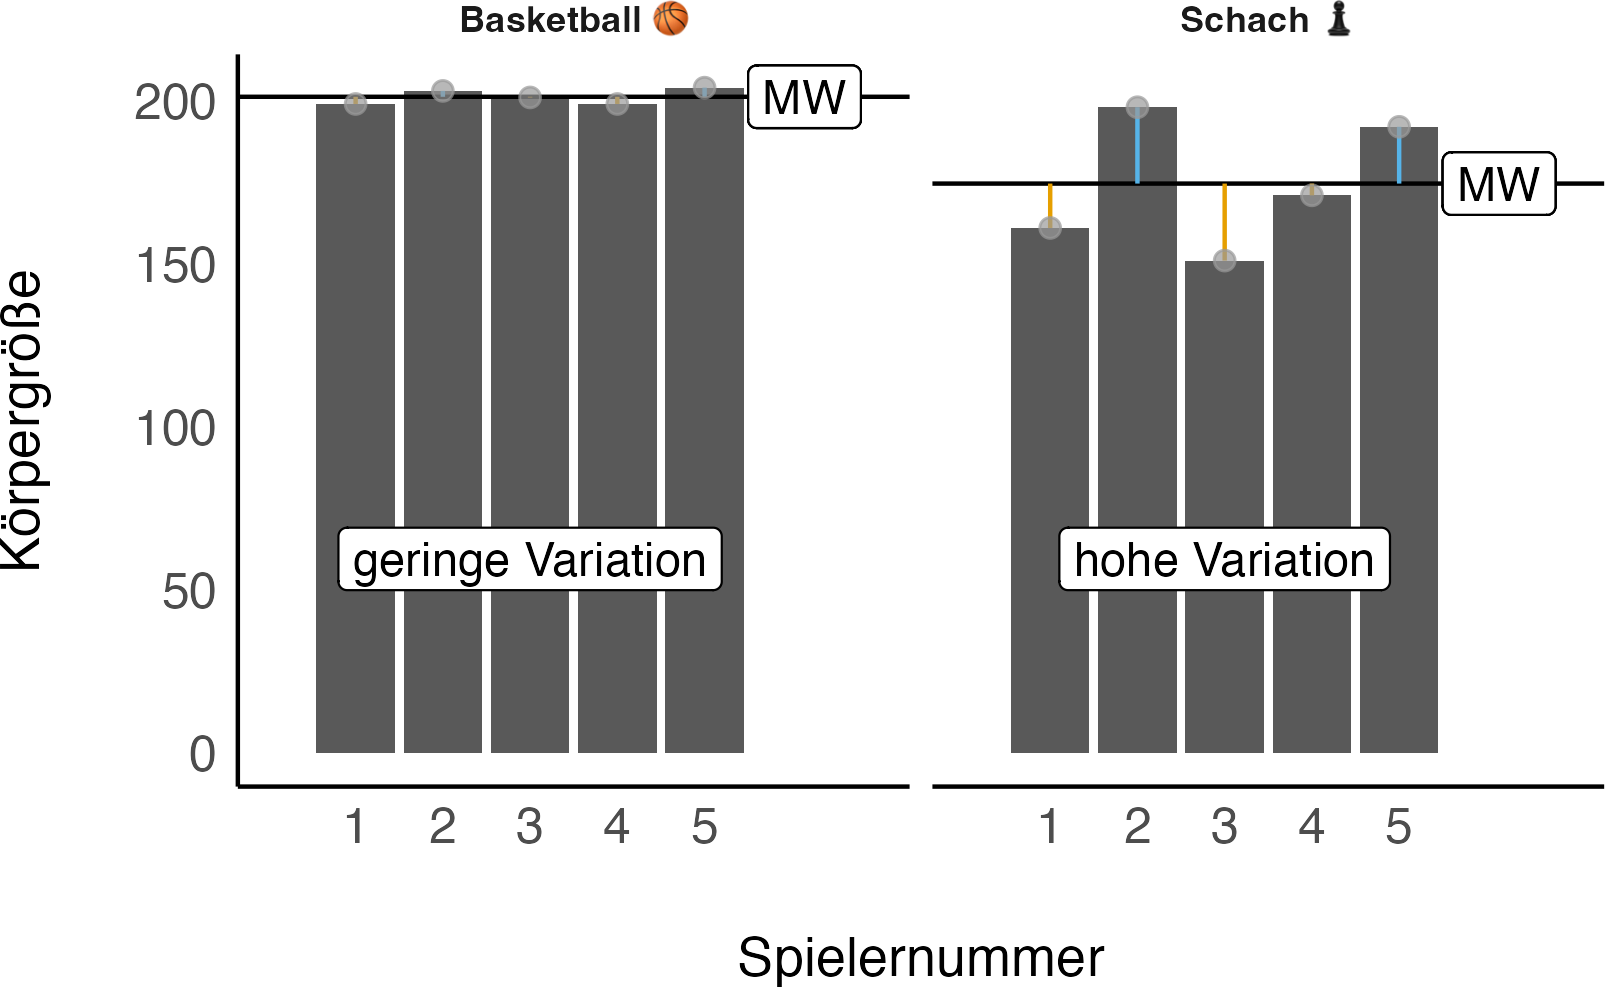 Basketball 🏀
Schach ♟
Körpergröße
200
150
100
50
0
MW
MW
geringe Variation
hohe Variation
1 2 3 4 5
1 2 3 4 5
Spielernummer